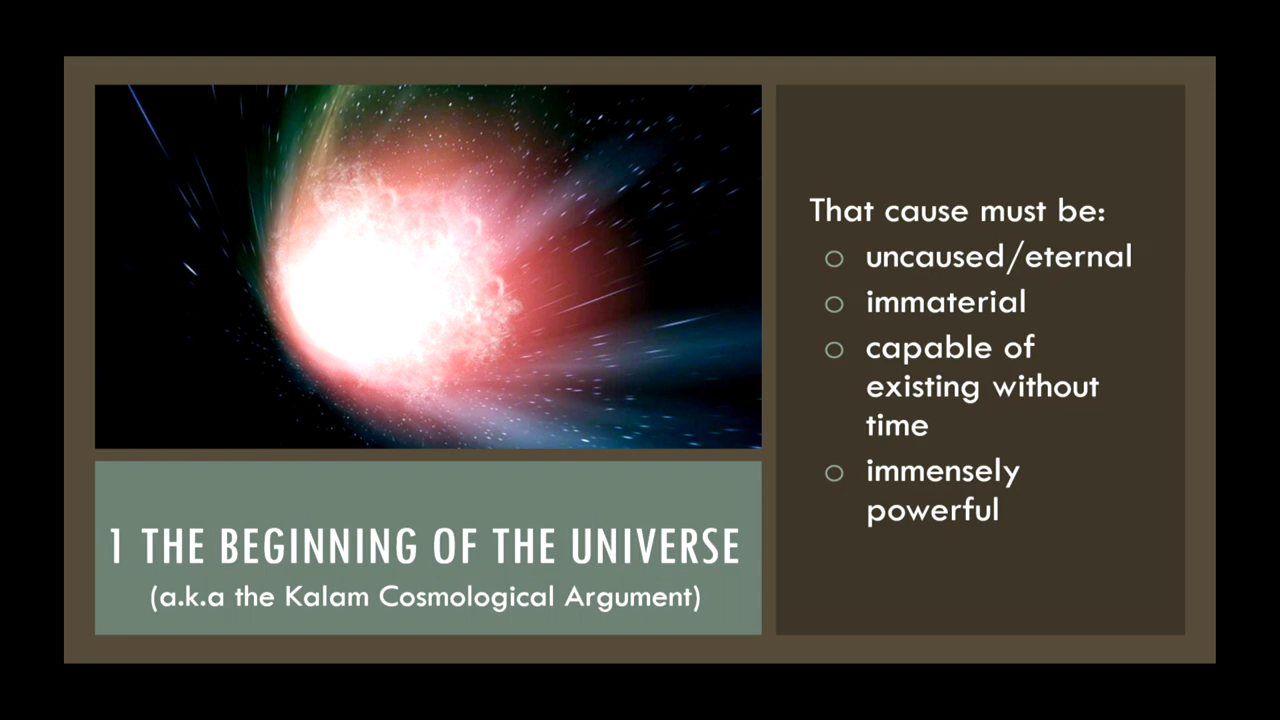 That cause must be:
○ uncaused/eternal
○ immaterial
○ capable of
existing without
time
○ immensely
powerful
1 THE BEGINNING OF THE UNIVERSE
(a.k.a the Kalam Cosmological Argument)